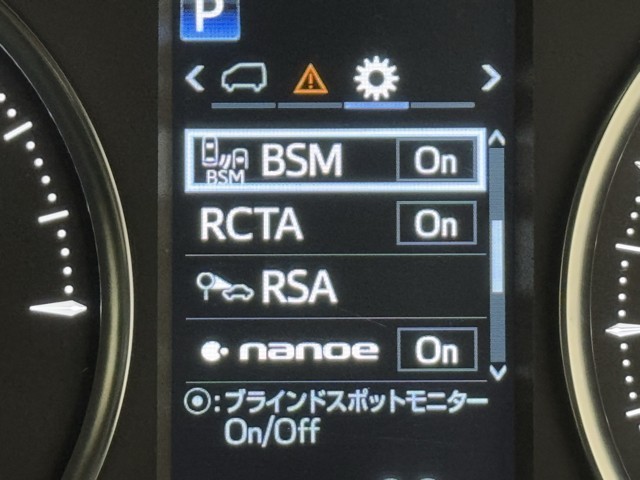 P
BSM BSM On
RCTA On
RSA
nanoe On
: ブラインドスポットモニター
On/Off